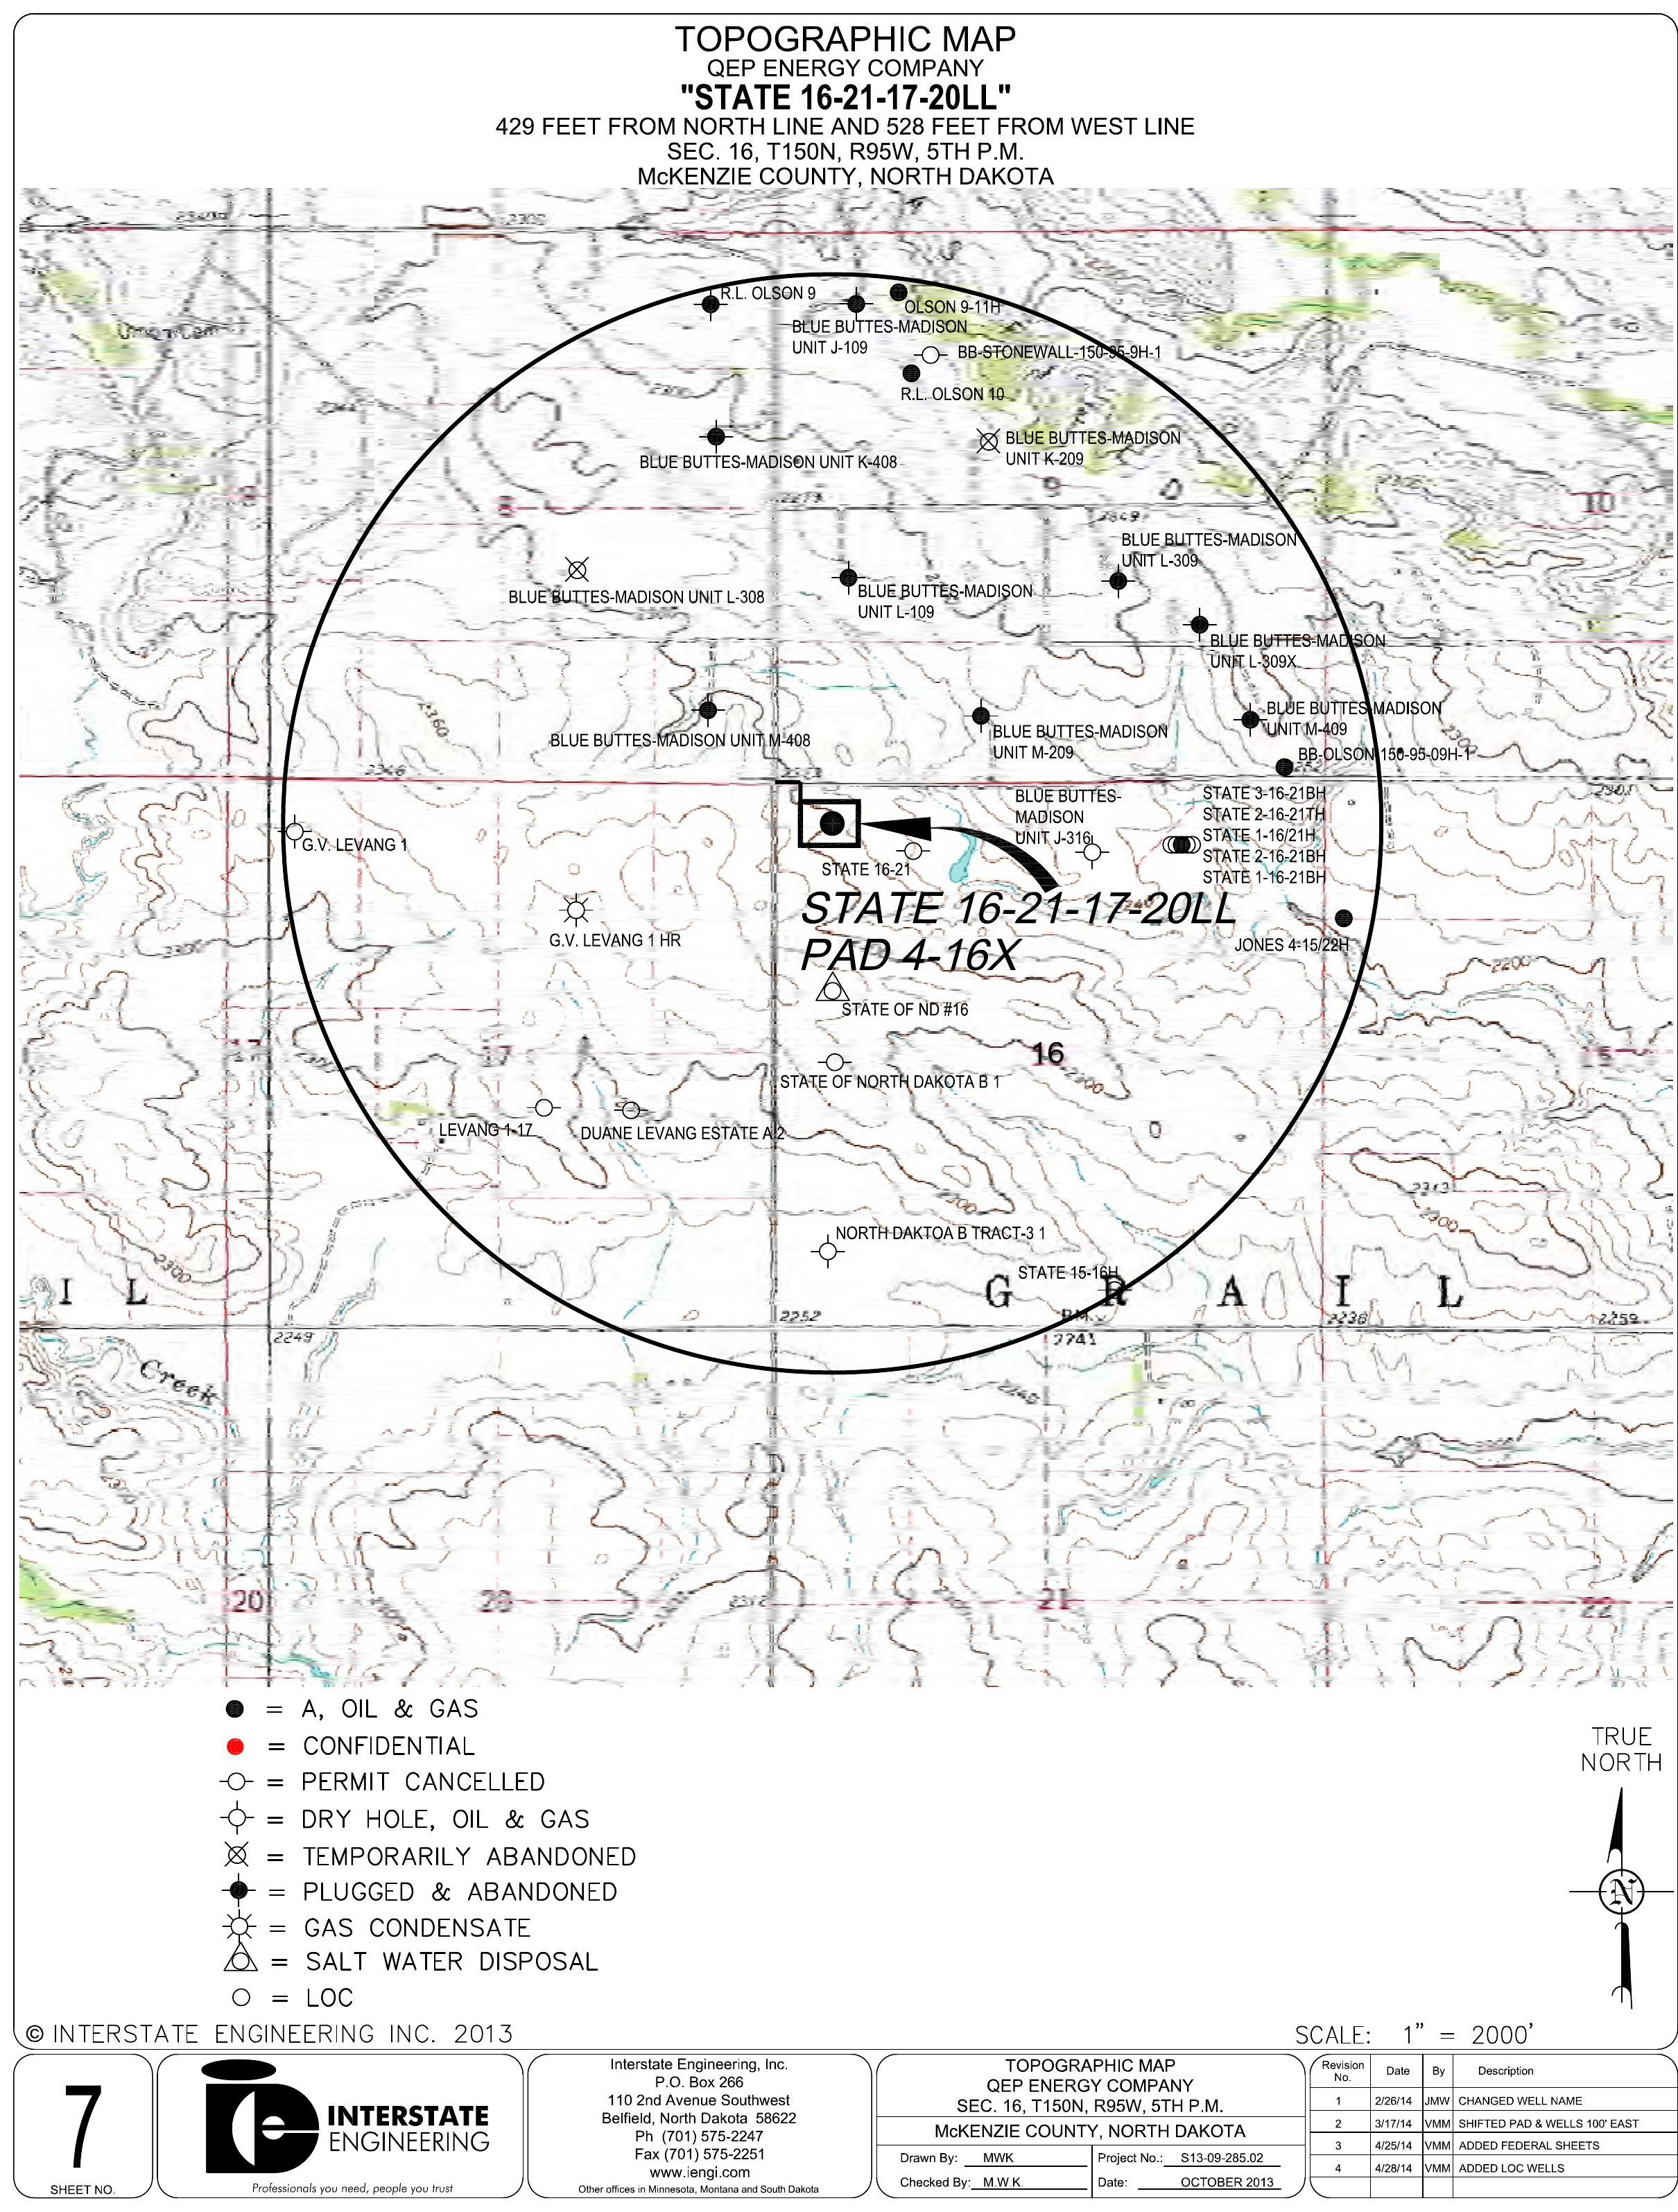 TOPOGRAPHIC MAP
QEP ENERGY COMPANY
"STATE 16-21-17-20LL"
429 FEET FROM NORTH LINE AND 528 FEET FROM WEST LINE
SEC. 16, T150N, R95W, 5TH P.M.
McKENZIE COUNTY, NORTH DAKOTA
R.L. OLSON 9
OLSON 9-11H
BLUE BUTTES-MADISON
UNIT J-109
BB-STONEWALL-150-95-9H-1
R.L. OLSON 10
BLUE BUTTES-MADISON
UNIT K-209
BLUE BUTTES-MADISON UNIT K-408
9
8
10
BLUE BUTTES-MADISON
UNIT L-309
BLUE BUTTES-MADISON UNIT L-308
BLUE BUTTES-MADISON
UNIT L-109
BLUE BUTTES-MADISON
UNIT L-309X
2360
BLUE BUTTES-MADISON
UNIT M-409
2300
BLUE BUTTES-MADISON UNIT M-408
BLUE BUTTES-MADISON
UNIT M-209
BB-OLSON-150-95-09H-1
BLUE BUTTES-
MADISON
UNIT J-316
STATE 3-16-21BH
STATE 2-16-21TH
STATE 1-16/21H
STATE 2-16-21BH
STATE 1-16-21BH
G.V. LEVANG 1
STATE 16-21
STATE 16-21-17-20LL
PAD 4-16X
G.V. LEVANG 1 HR
JONES 4-15/22H
2200
STATE OF ND #16
17
16
STATE OF NORTH DAKOTA B 1
LEVANG 1-17
DUANE LEVANG ESTATE A 2
2313
2300
2300
NORTH DAKTOA B TRACT-3 1
STATE 15-16H
2300
I L
G R A I L
2252
BM
2238
2259
2249
2241
Creek
20
20
21
22
= A, OIL & GAS
= CONFIDENTIAL
= PERMIT CANCELLED
= DRY HOLE, OIL & GAS
= TEMPORARILY ABANDONED
= PLUGGED & ABANDONED
= GAS CONDENSATE
= SALT WATER DISPOSAL
= LOC
TRUE
NORTH
N
© INTERSTATE ENGINEERING INC. 2013
SCALE: 1" = 2000'
7
SHEET NO.
INTERSTATE
ENGINEERING
Professionals you need, people you trust
Interstate Engineering, Inc.
P.O. Box 266
110 2nd Avenue Southwest
Belfield, North Dakota 58622
Ph (701) 575-2247
Fax (701) 575-2251
www.iengi.com
Other offices in Minnesota, Montana and South Dakota
TOPOGRAPHIC MAP
QEP ENERGY COMPANY
SEC. 16, T150N, R95W, 5TH P.M.
McKENZIE COUNTY, NORTH DAKOTA
Drawn By: MWK Project No.: S13-09-285.02
Checked By: M.W.K. Date: OCTOBER 2013
Revision No. Date By Description
1 2/26/14 JMW CHANGED WELL NAME
2 3/17/14 VMM SHIFTED PAD & WELLS 100' EAST
3 4/25/14 VMM ADDED FEDERAL SHEETS
4 4/28/14 VMM ADDED LOC WELLS